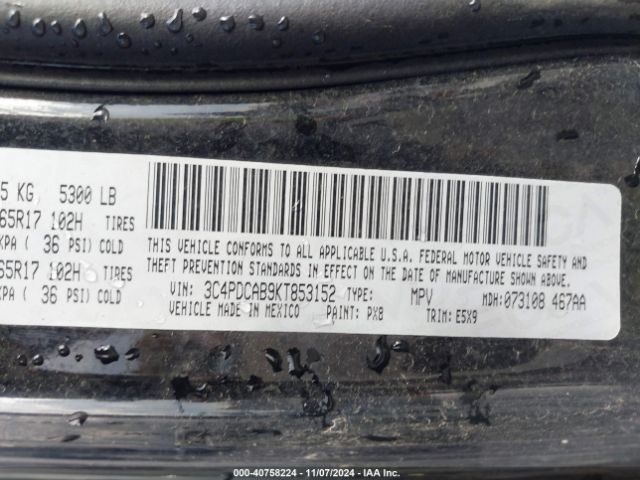 5 KG 5300 LB
65R17 102H TIRES
KPA ( 36 PSI) COLD
65R17 102H TIRES
KPA ( 36 PSI) COLD
THIS VEHICLE CONFORMS TO ALL APPLICABLE U.S.A. FEDERAL MOTOR VEHICLE SAFETY AND
THEFT PREVENTION STANDARDS IN EFFECT ON THE DATE OF MANUFACTURE SHOWN ABOVE.
VIN: 3C4PDCAB9KT853152 TYPE: MPV MDH:073108 467AA
VEHICLE MADE IN MEXICO PAINT: PX8 TRIM: E5X9
000-40758224 - 11/07/2024 - IAA Inc.